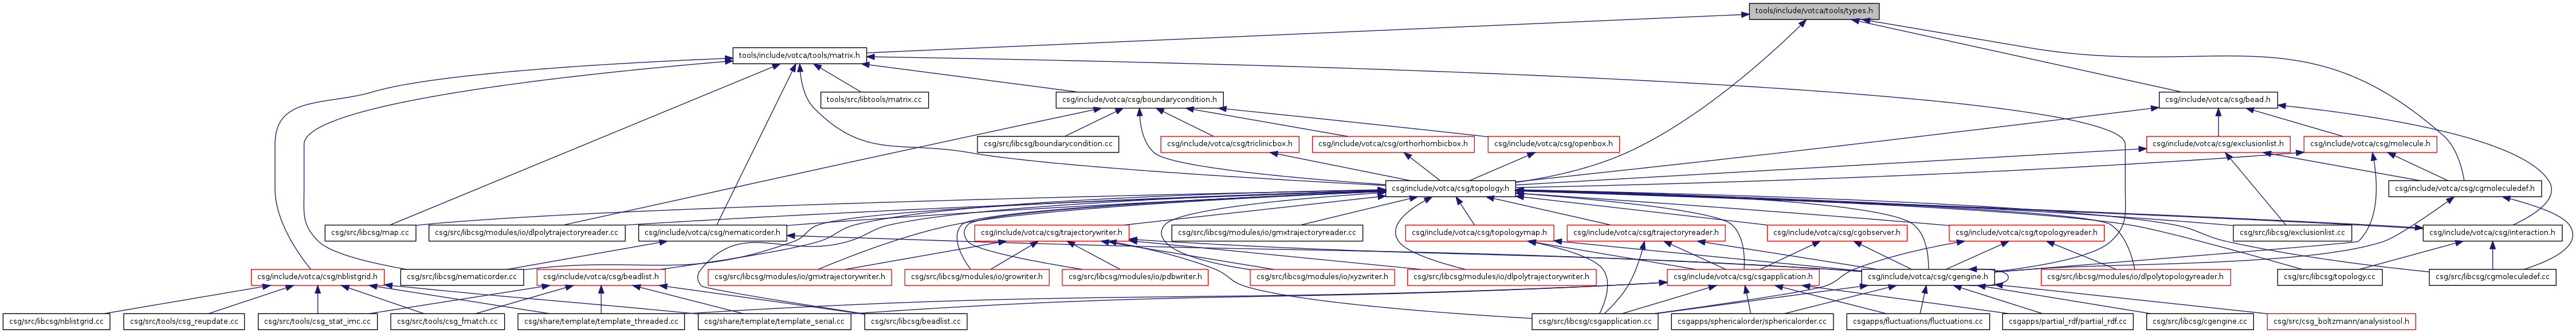 tools/include/votca/tools/types.h
tools/include/votca/tools/matrix.h
tools/src/libtools/matrix.cc
csg/include/votca/csg/boundarycondition.h
csg/include/votca/csg/bead.h
csg/src/libcsg/boundarycondition.cc
csg/include/votca/csg/triclinicbox.h
csg/include/votca/csg/orthorhombicbox.h
csg/include/votca/csg/openbox.h
csg/include/votca/csg/exclusionlist.h
csg/include/votca/csg/molecule.h
csg/include/votca/csg/topology.h
csg/include/votca/csg/cgmoleculedef.h
csg/src/libcsg/map.cc
csg/src/libcsg/modules/io/dlpolytrajectoryreader.cc
csg/include/votca/csg/nematicorder.h
csg/include/votca/csg/trajectorywriter.h
csg/src/libcsg/modules/io/gmxtrajectoryreader.cc
csg/include/votca/csg/topologymap.h
csg/include/votca/csg/trajectoryreader.h
csg/include/votca/csg/cgobserver.h
csg/include/votca/csg/topologyreader.h
csg/src/libcsg/exclusionlist.cc
csg/include/votca/csg/interaction.h
csg/include/votca/csg/nblistgrid.h
csg/src/libcsg/nematicorder.cc
csg/include/votca/csg/beadlist.h
csg/src/libcsg/modules/io/gmxtrajectorywriter.h
csg/src/libcsg/modules/io/growriter.h
csg/src/libcsg/modules/io/pdbwriter.h
csg/src/libcsg/modules/io/xyzwriter.h
csg/src/libcsg/modules/io/dlpolytrajectorywriter.h
csg/include/votca/csg/csgapplication.h
csg/include/votca/csg/cgengine.h
csg/src/libcsg/modules/io/dlpolytopologyreader.h
csg/src/libcsg/topology.cc
csg/src/libcsg/cgmoleculedef.cc
csg/src/libcsg/nblistgrid.cc
csg/src/tools/csg_reupdate.cc
csg/src/tools/csg_stat_imc.cc
csg/src/tools/csg_fmatch.cc
csg/share/template/template_threaded.cc
csg/share/template/template_serial.cc
csg/src/libcsg/beadlist.cc
csg/src/libcsg/csgapplication.cc
csgapps/sphericalorder/sphericalorder.cc
csgapps/fluctuations/fluctuations.cc
csgapps/partial_rdf/partial_rdf.cc
csg/src/libcsg/cgengine.cc
csg/src/csg_boltzmann/analysistool.h